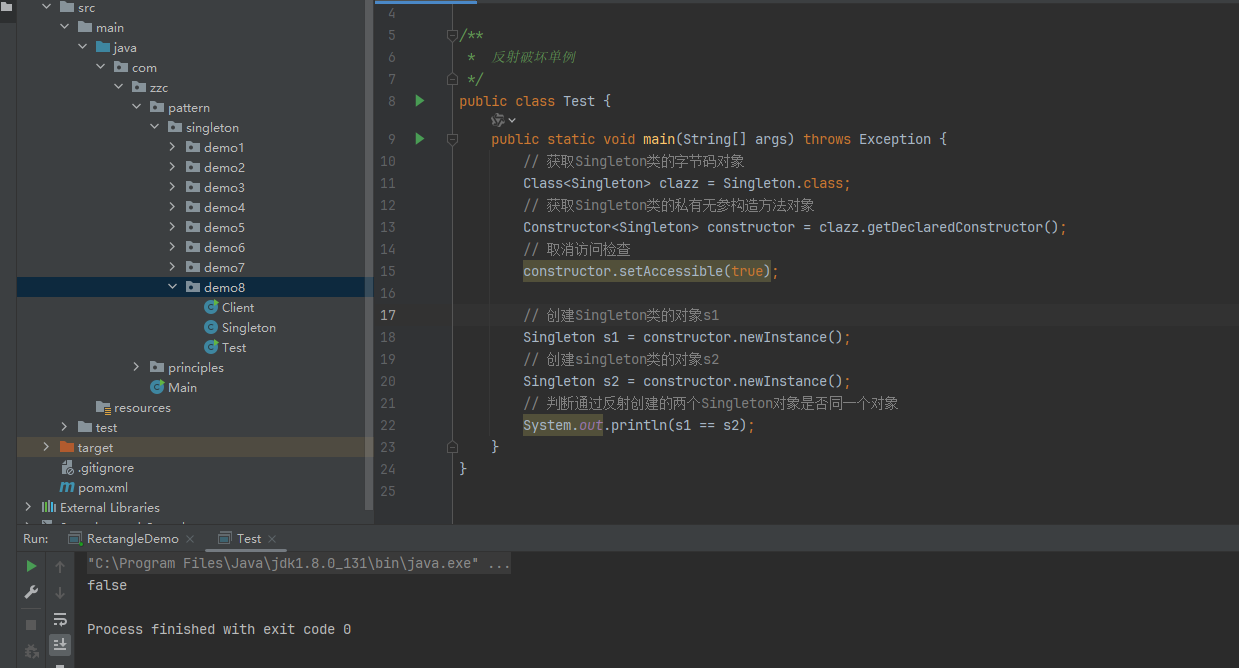 src
main
java
com
zzc
pattern
singleton
demo1
demo2
demo3
demo4
demo5
demo6
demo7
demo8
Client
Singleton
Test
principles
Main
resources
test
target
.gitignore
pom.xml
External Libraries
4
5 /**
6 * 反射破坏单例
7 */
8 public class Test {
9 public static void main(String[] args) throws Exception {
10 // 获取Singleton类的字节码对象
11 Class<Singleton> clazz = Singleton.class;
12 // 获取Singleton类的私有无参构造方法对象
13 Constructor<Singleton> constructor = clazz.getDeclaredConstructor();
14 // 取消访问检查
15 constructor.setAccessible(true);
16
17 // 创建Singleton类的对象s1
18 Singleton s1 = constructor.newInstance();
19 // 创建singleton类的对象s2
20 Singleton s2 = constructor.newInstance();
21 // 判断通过反射创建的两个Singleton对象是否同一个对象
22 System.out.println(s1 == s2);
23 }
24 }
25
Run: RectangleDemo Test
"C:\Program Files\Java\jdk1.8.0_131\bin\java.exe" ...
false
Process finished with exit code 0